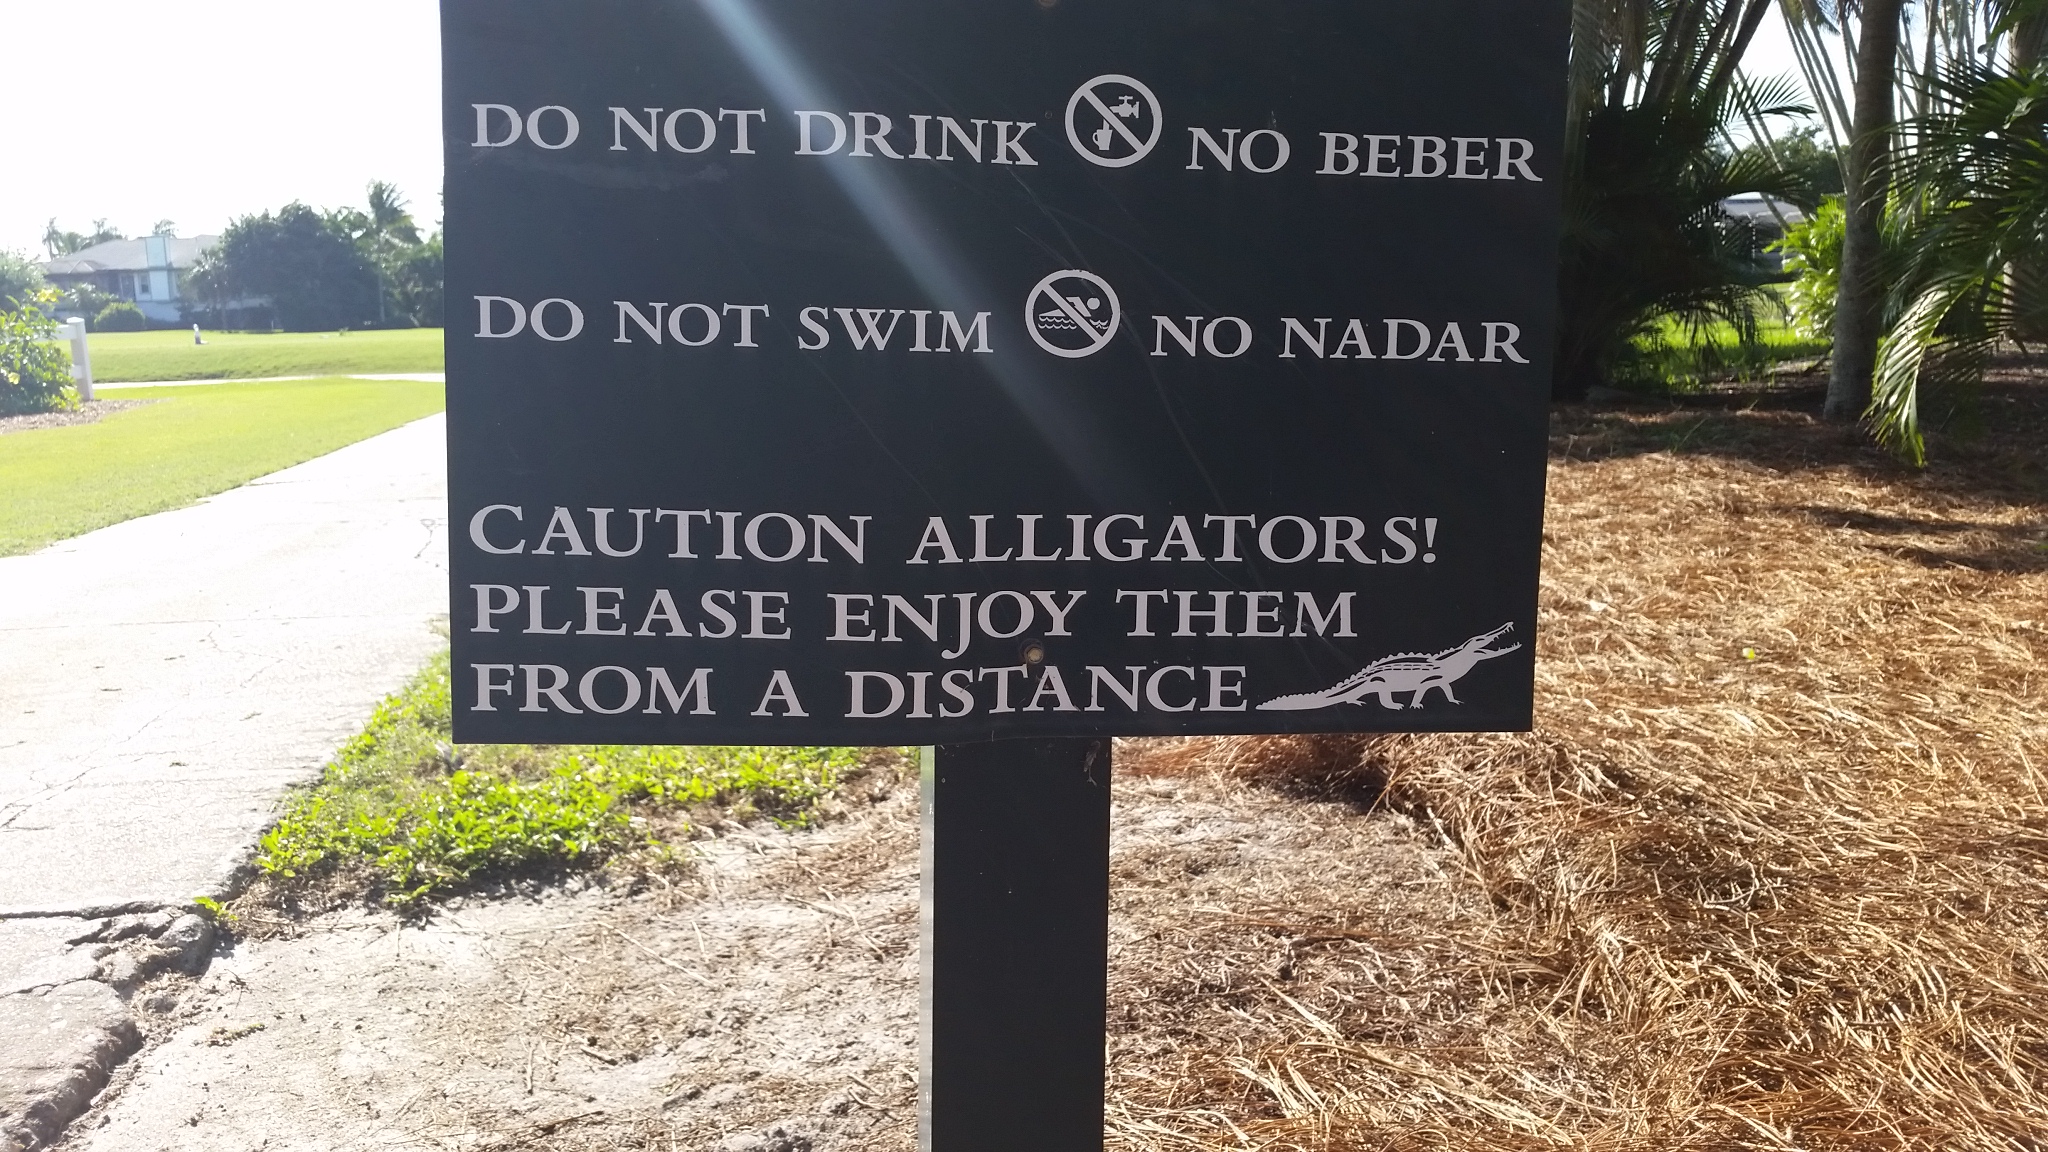 DO NOT DRINK NO BEBER
DO NOT SWIM NO NADAR
CAUTION ALLIGATORS!
PLEASE ENJOY THEM
FROM A DISTANCE